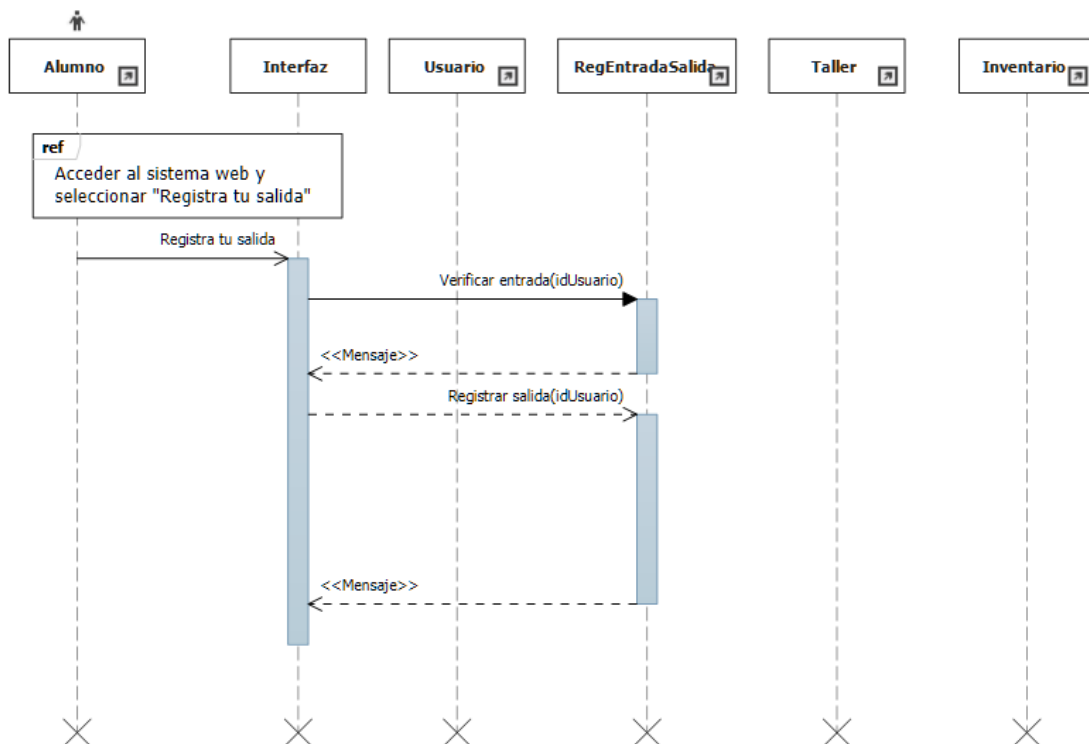 Alumno
Interfaz
Usuario
RegEntradaSalida
Taller
Inventario
ref
Acceder al sistema web y
seleccionar "Registra tu salida"
Registra tu salida
Verificar entrada(idUsuario)
<<Mensaje>>
Registrar salida(idUsuario)
<<Mensaje>>